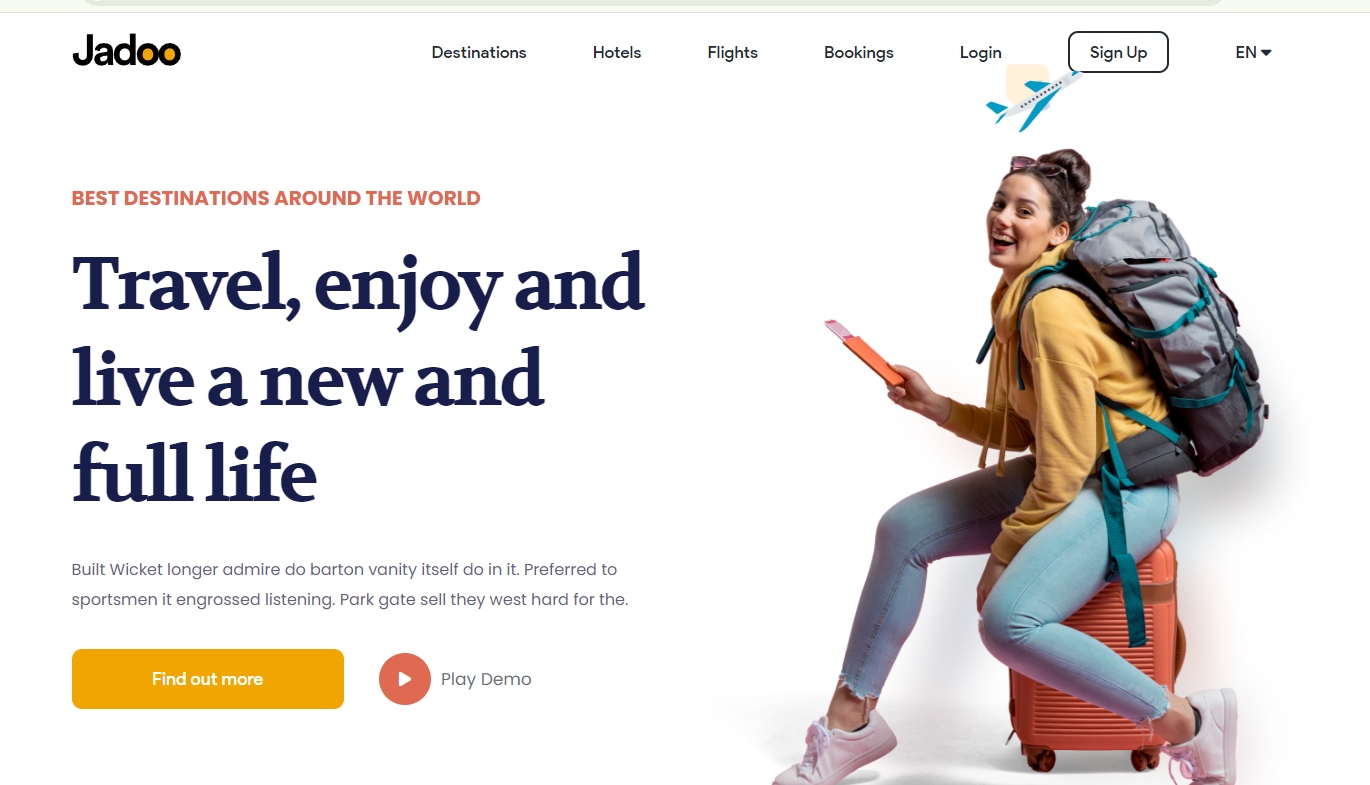 Jadoo
Destinations
Hotels
Flights
Bookings
Login
Sign Up
EN
BEST DESTINATIONS AROUND THE WORLD
Travel, enjoy and
live a new and
full life
Built Wicket longer admire do barton vanity itself do in it. Preferred to
sportsmen it engrossed listening. Park gate sell they west hard for the.
Find out more
Play Demo